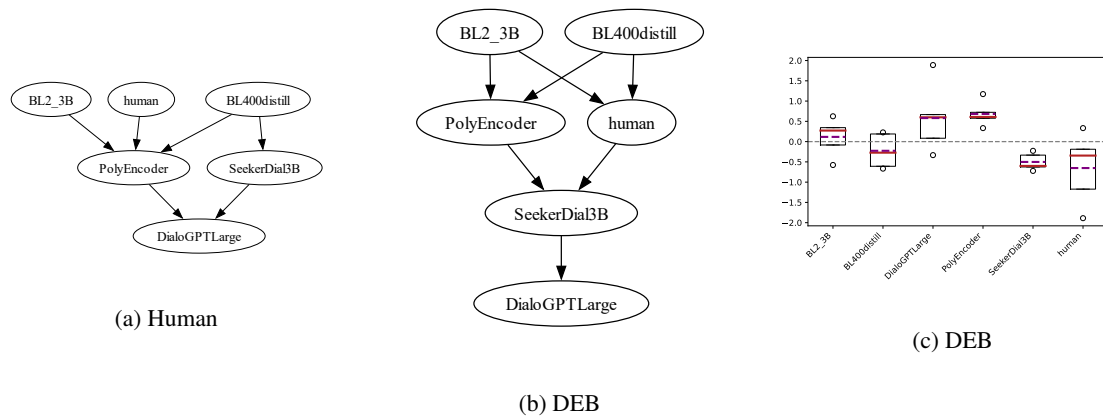 BL2_3B human BL400distill
PolyEncoder SeekerDial3B
DialoGPTLarge
(a) Human
BL2_3B BL400distill
PolyEncoder human
SeekerDial3B
DialoGPTLarge
(b) DEB
2.0
1.5
1.0
0.5
0.0
−0.5
−1.0
−1.5
−2.0
BL2_3B
BL400distill
DialoGPTLarge
PolyEncoder
SeekerDial3B
human
(c) DEB